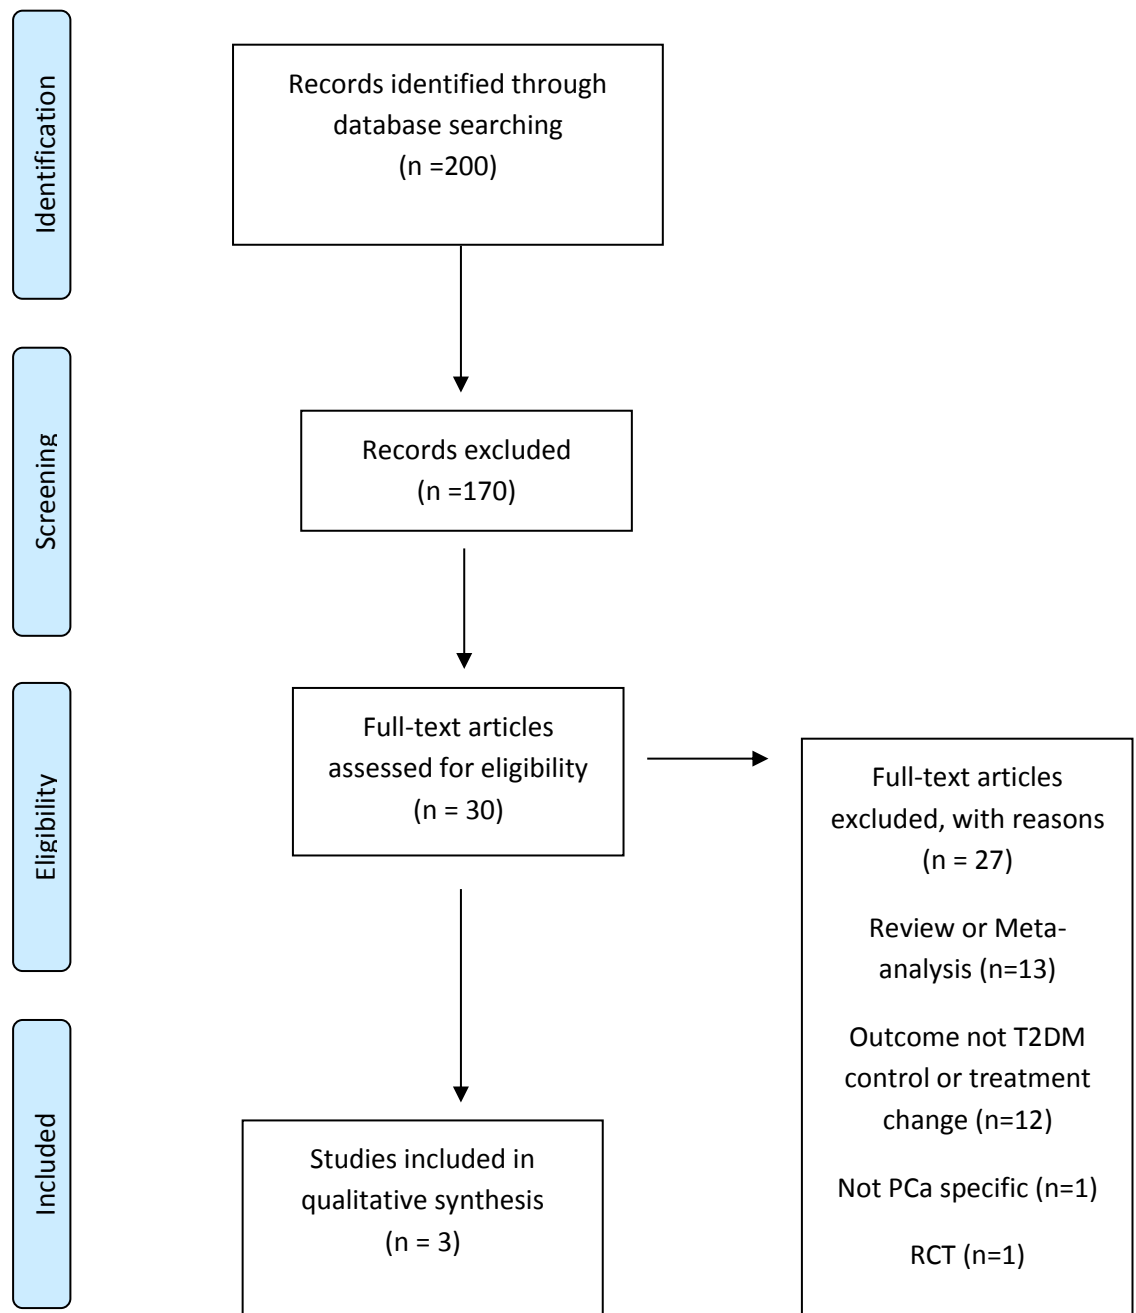 Identification
Records identified through
database searching
(n =200)
Screening
Records excluded
(n =170)
Eligibility
Full-text articles
assessed for eligibility
(n = 30)
Full-text articles
excluded, with reasons
(n = 27)
Review or Meta-
analysis (n=13)
Outcome not T2DM
control or treatment
change (n=12)
Not PCa specific (n=1)
RCT (n=1)
Included
Studies included in
qualitative synthesis
(n = 3)